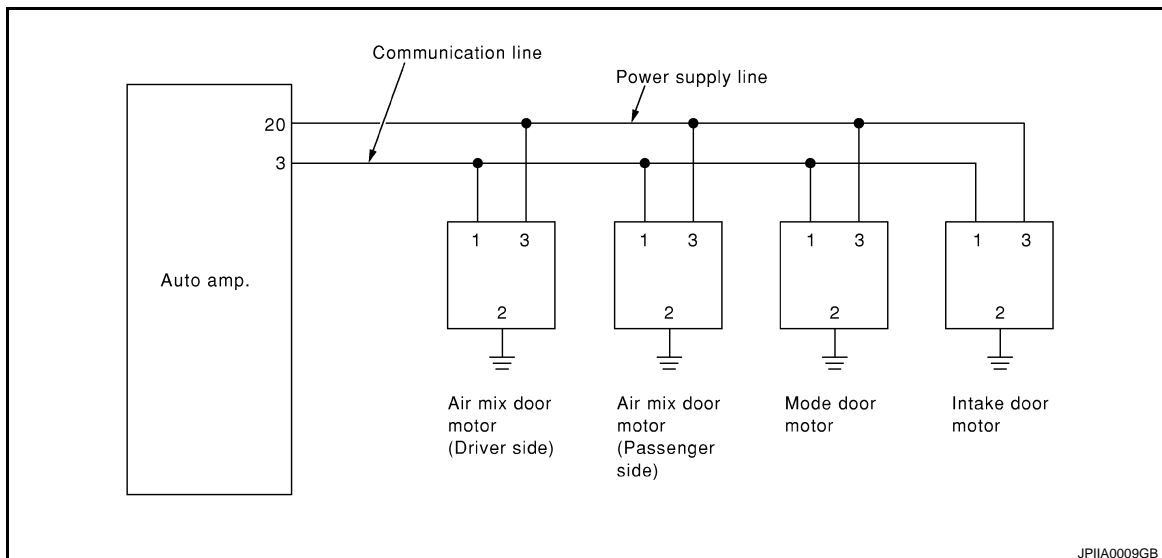 Communication line
Power supply line
20
3
1 3
1 3
1 3
1 3
Auto amp.
2
2
2
2
Air mix door
motor
(Driver side)
Air mix door
motor
(Passenger
side)
Mode door
motor
Intake door
motor
JPIIA0009GB